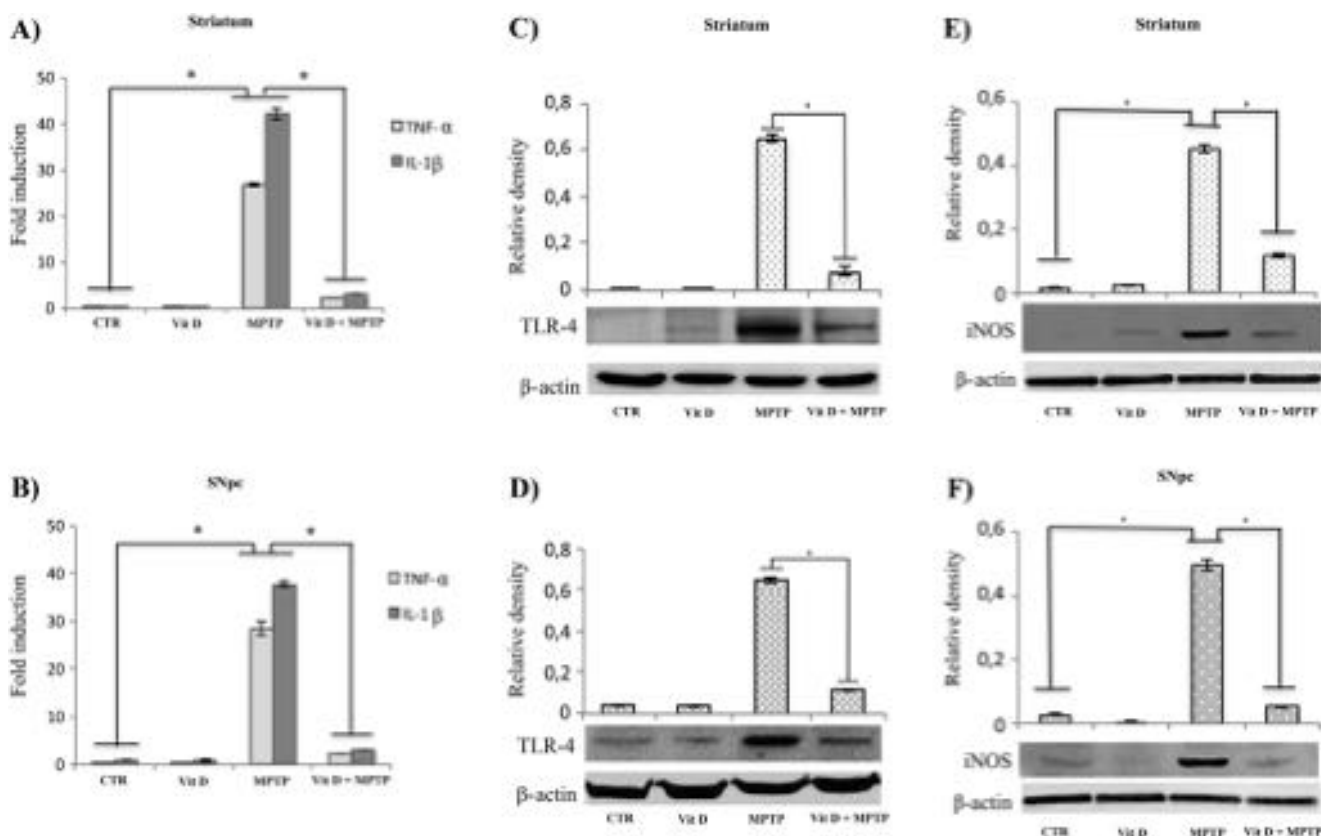 A)
Striatum
Fold induction
50
40
30
20
10
0
*
*
TNF-α
IL-1β
CTR
Vit D
MPTP
Vit D + MPTP
C)
Striatum
Relative density
0,8
0,6
0,4
0,2
0
*
TLR-4
β-actin
CTR
Vit D
MPTP
Vit D + MPTP
E)
Striatum
Relative density
0,6
0,4
0,2
0
*
*
iNOS
β-actin
CTR
Vit D
MPTP
Vit D + MPTP
B)
SNpc
Fold induction
50
40
30
20
10
0
*
*
TNF-α
IL-1 β
CTR
Vit D
MPTP
Vit D + MPTP
D)
SNpc
Relative density
0,8
0,6
0,4
0,2
0
*
TLR-4
β-actin
CTR
Vit D
MPTP
Vit D + MPTP
F)
SNpc
Relative density
0,6
0,4
0,2
0
*
*
iNOS
β-actin
CTR
Vit D
MPTP
Vit D + MPTP